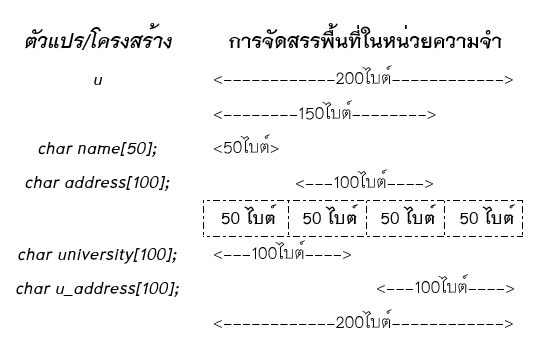 ตัวแปร/โครงสร้าง การจัดสรรพื้นที่ในหน่วยความจำ
u <------------200ไบต์------------>
<--------150ไบต์-------->
char name[50]; <50ไบต์>
char address[100]; <---100ไบต์---->
50 ไบต์ 50 ไบต์ 50 ไบต์ 50 ไบต์
char university[100]; <---100ไบต์---->
char u_address[100]; <---100ไบต์---->
<------------200ไบต์------------>